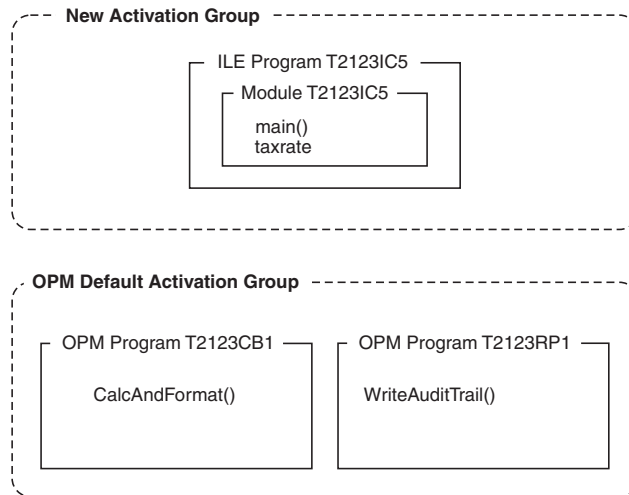 New Activation Group
ILE Program T2123IC5
Module T2123IC5
main()
taxrate
OPM Default Activation Group
OPM Program T2123CB1
OPM Program T2123RP1
CalcAndFormat()
WriteAuditTrail()